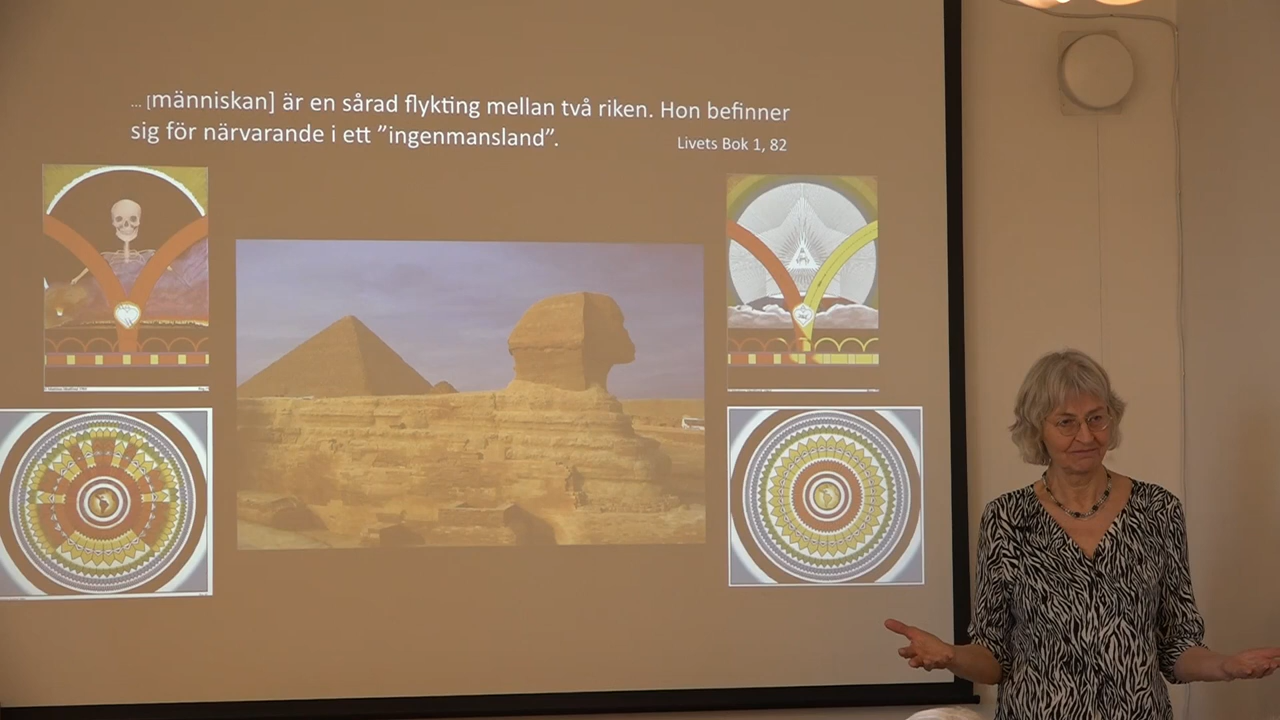 ... [människan] är en sårad flykting mellan två riken. Hon befinner
sig för närvarande i ett ”ingenmansland”.
Livets Bok 1, 82